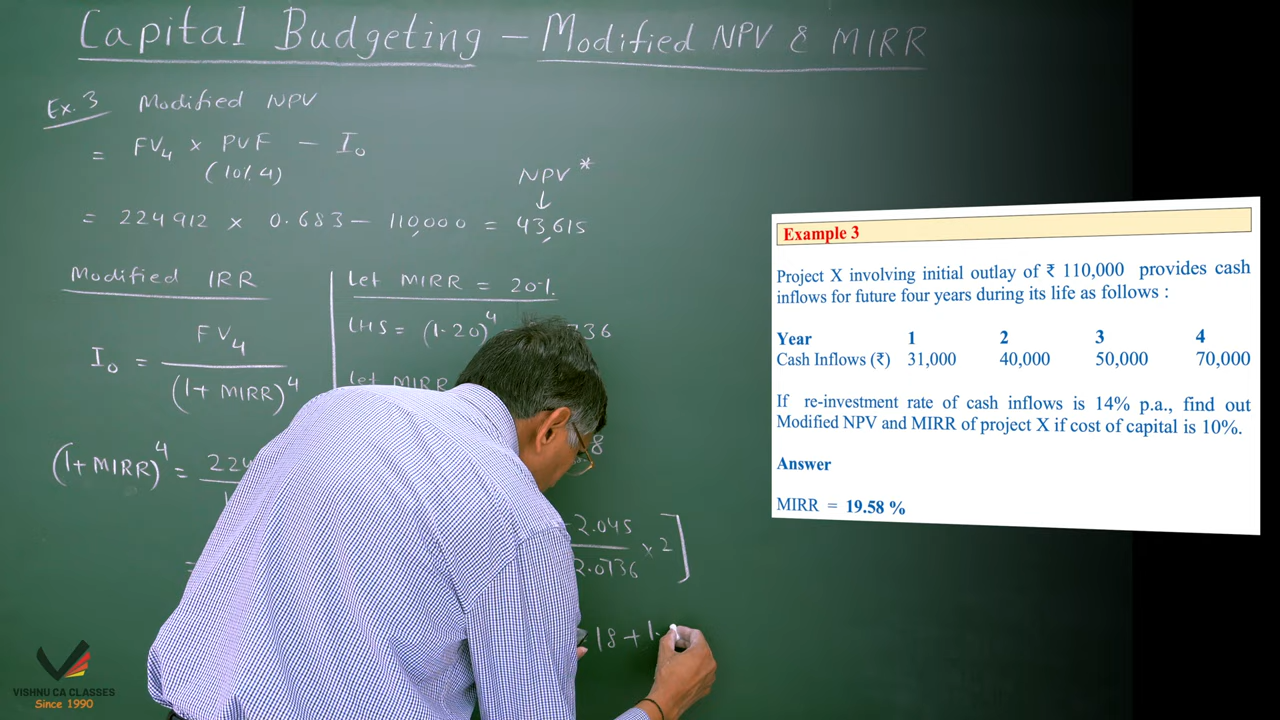 Capital Budgeting – Modified NPV & MIRR
Ex. 3 Modified NPV
= FV₄ × PVF – I₀
(10%, 4)
NPV*
↓
= 224912 × 0.683 – 110,000 = 43,615
Modified IRR
I₀ = FV₄ / (1 + MIRR)⁴
(1 + MIRR)⁴ =
=
Let MIRR = 20%
LHS = (1.20)⁴
Let MIRR
8
2.045
2.0736 × 2 ]
18 + 1.
Example 3
Project X involving initial outlay of ₹ 110,000 provides cash
inflows for future four years during its life as follows :
Year 1 2 3 4
Cash Inflows (₹) 31,000 40,000 50,000 70,000
If re-investment rate of cash inflows is 14% p.a., find out
Modified NPV and MIRR of project X if cost of capital is 10%.
Answer
MIRR = 19.58 %
VISHNU CA CLASSES
Since 1990